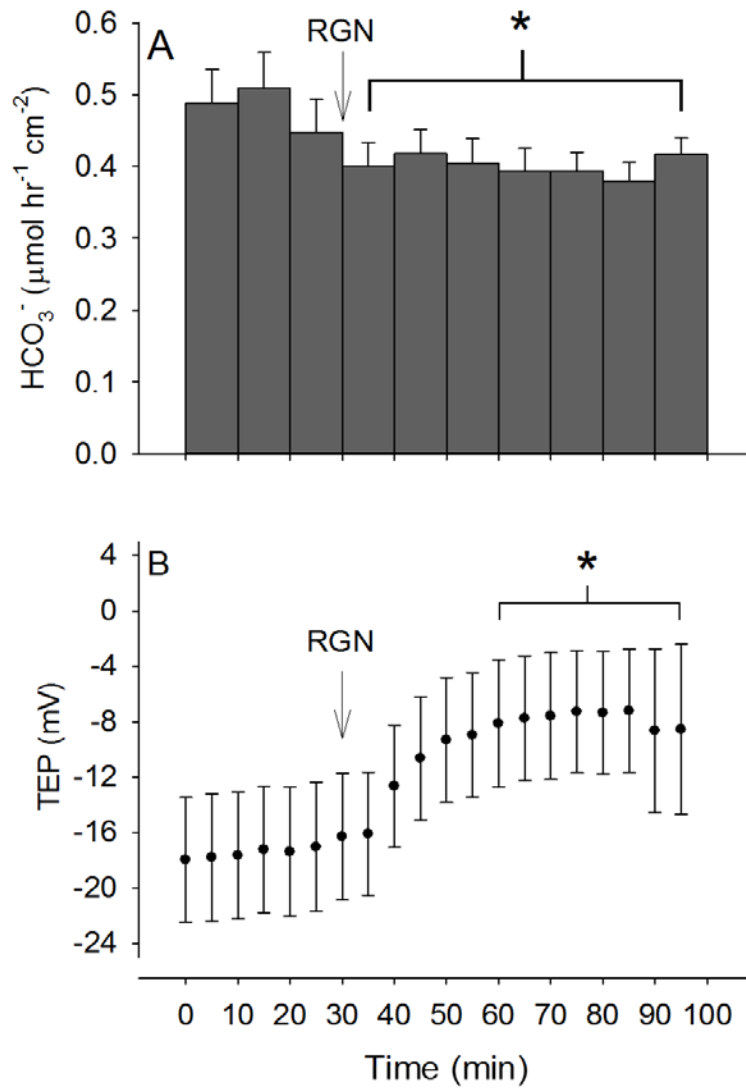 A
RGN
*
0.6
0.5
0.4
0.3
0.2
0.1
0.0
HCO₃⁻ (μmol hr⁻¹ cm⁻²)
B
RGN
*
4
0
-4
-8
-12
-16
-20
-24
TEP (mV)
0 10 20 30 40 50 60 70 80 90 100
Time (min)